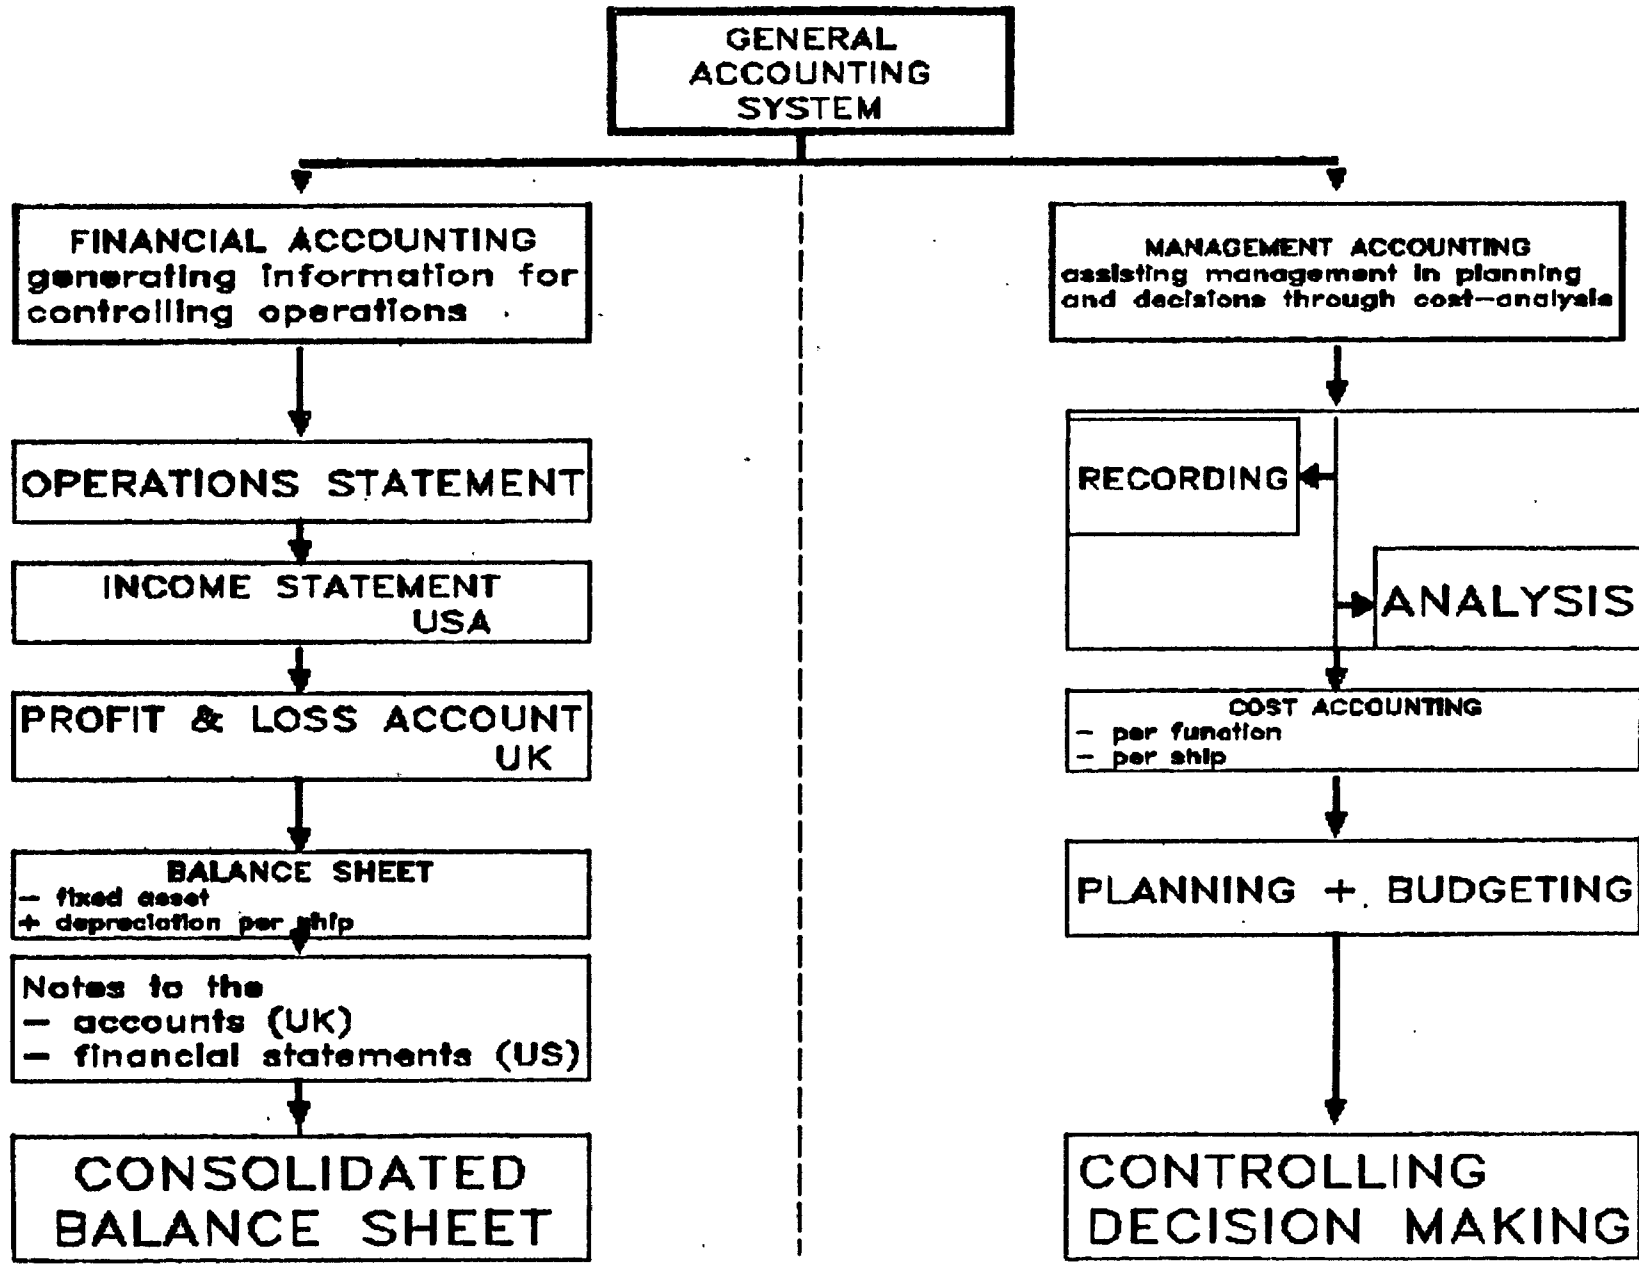 GENERAL
ACCOUNTING
SYSTEM
FINANCIAL ACCOUNTING
generating information for
controlling operations
OPERATIONS STATEMENT
INCOME STATEMENT
USA
PROFIT & LOSS ACCOUNT
UK
BALANCE SHEET
- fixed asset
+ depreciation per ship
Notes to the
- accounts (UK)
- financial statements (US)
CONSOLIDATED
BALANCE SHEET
MANAGEMENT ACCOUNTING
assisting management in planning
and decisions through cost-analysis
RECORDING
ANALYSIS
COST ACCOUNTING
- per funation
- per ship
PLANNING + BUDGETING
CONTROLLING
DECISION MAKING